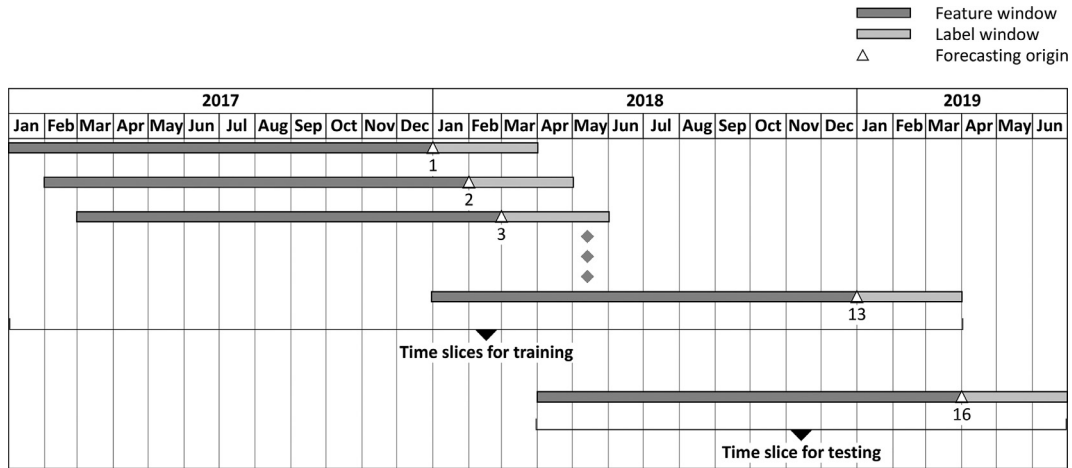 Feature window
Label window
Forecasting origin
2017 2018 2019
Jan Feb Mar Apr May Jun Jul Aug Sep Oct Nov Dec Jan Feb Mar Apr May Jun Jul Aug Sep Oct Nov Dec Jan Feb Mar Apr May Jun
1
2
3
13
Time slices for training
16
Time slice for testing